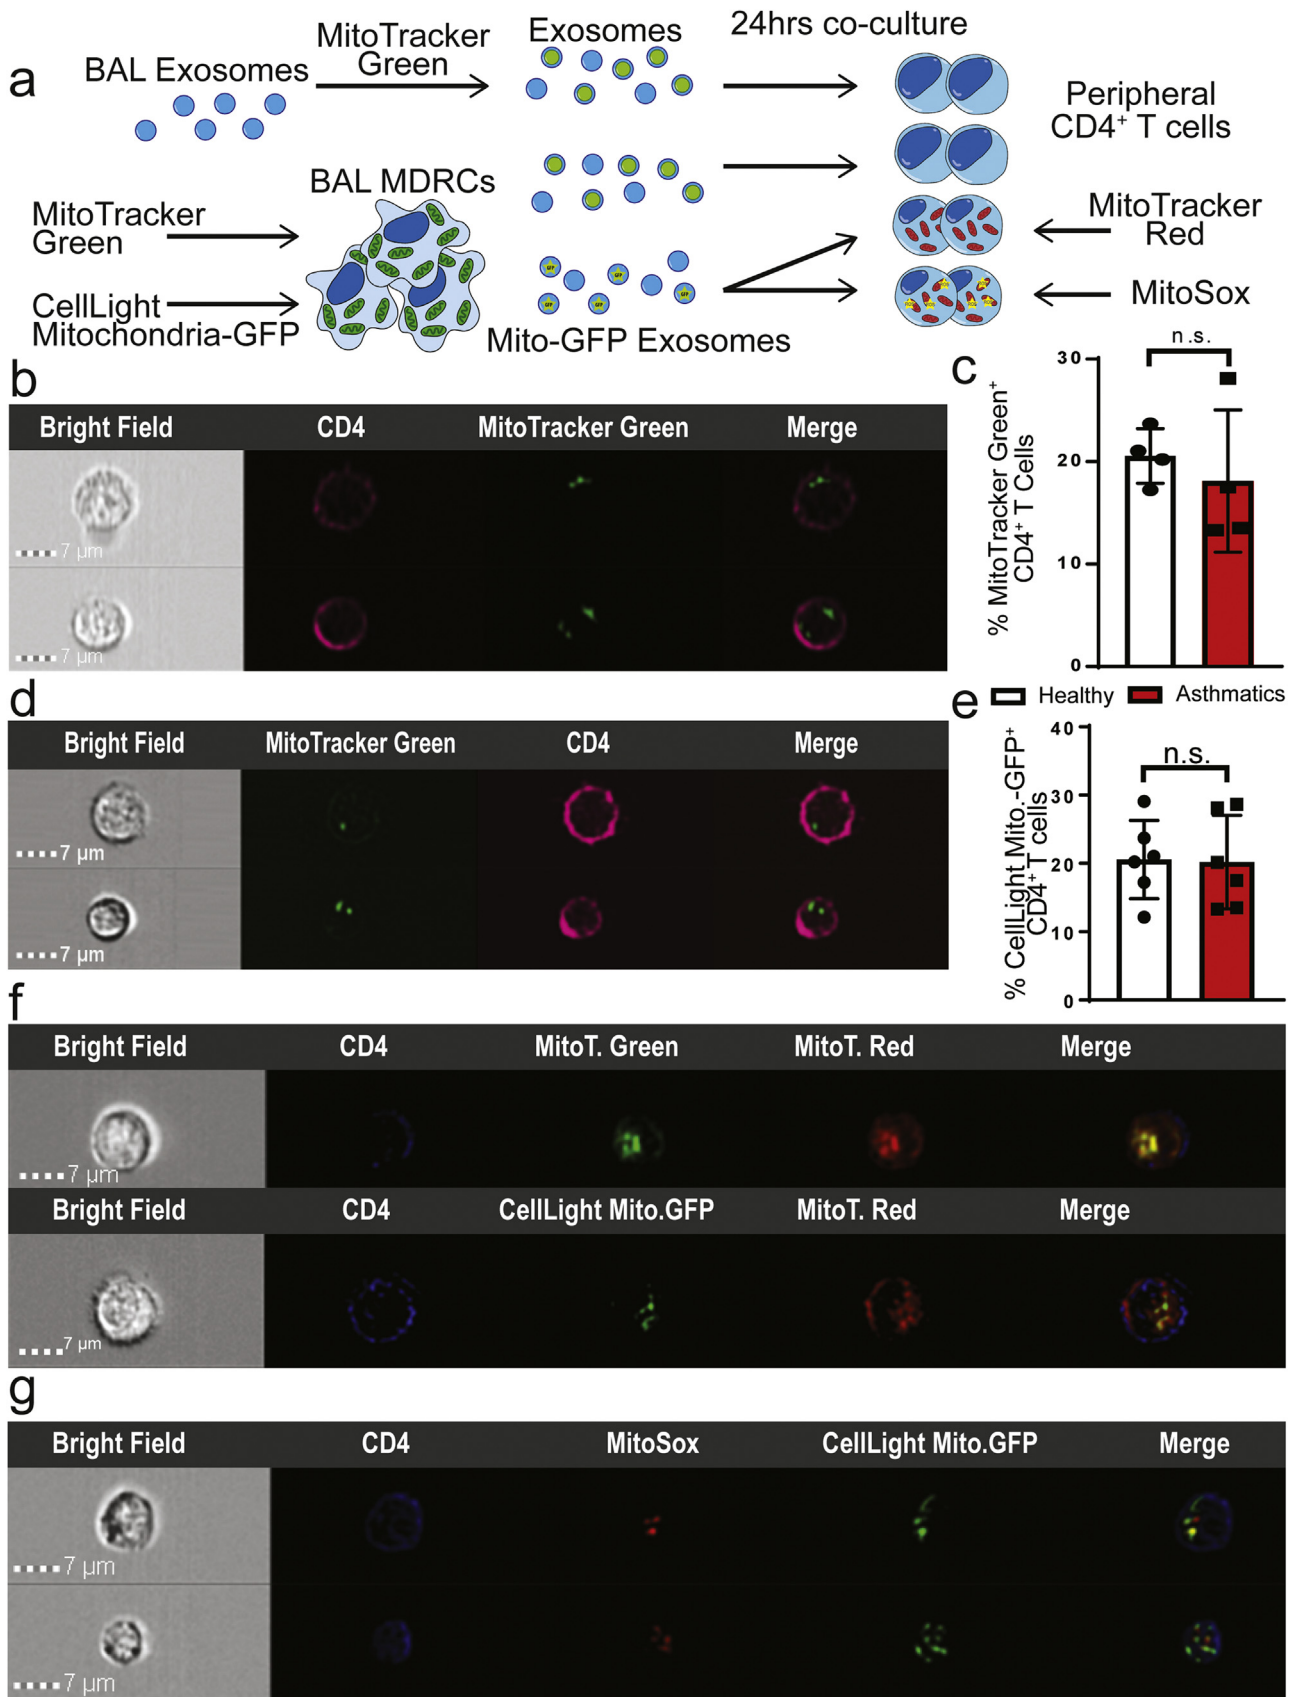 a
BAL Exosomes
MitoTracker
Green
Exosomes
24hrs co-culture
Peripheral
CD4+ T cells
MitoTracker
Green
BAL MDRCs
MitoTracker
Red
CellLight
Mitochondria-GFP
GFP
GFP
GFP
GFP
GFP
Mito-GFP Exosomes
MitoSox
b
Bright Field CD4 MitoTracker Green Merge
7 µm
7 µm
c
n.s.
% MitoTracker Green+
CD4+ T Cells
30
20
10
0
Healthy Asthmatics
d
Bright Field MitoTracker Green CD4 Merge
7 µm
7 µm
e
n.s.
% CellLight Mito.-GFP+
CD4+ T cells
40
30
20
10
0
f
Bright Field CD4 MitoT. Green MitoT. Red Merge
7 µm
Bright Field CD4 CellLight Mito.GFP MitoT. Red Merge
7 µm
g
Bright Field CD4 MitoSox CellLight Mito.GFP Merge
7 µm
7 µm